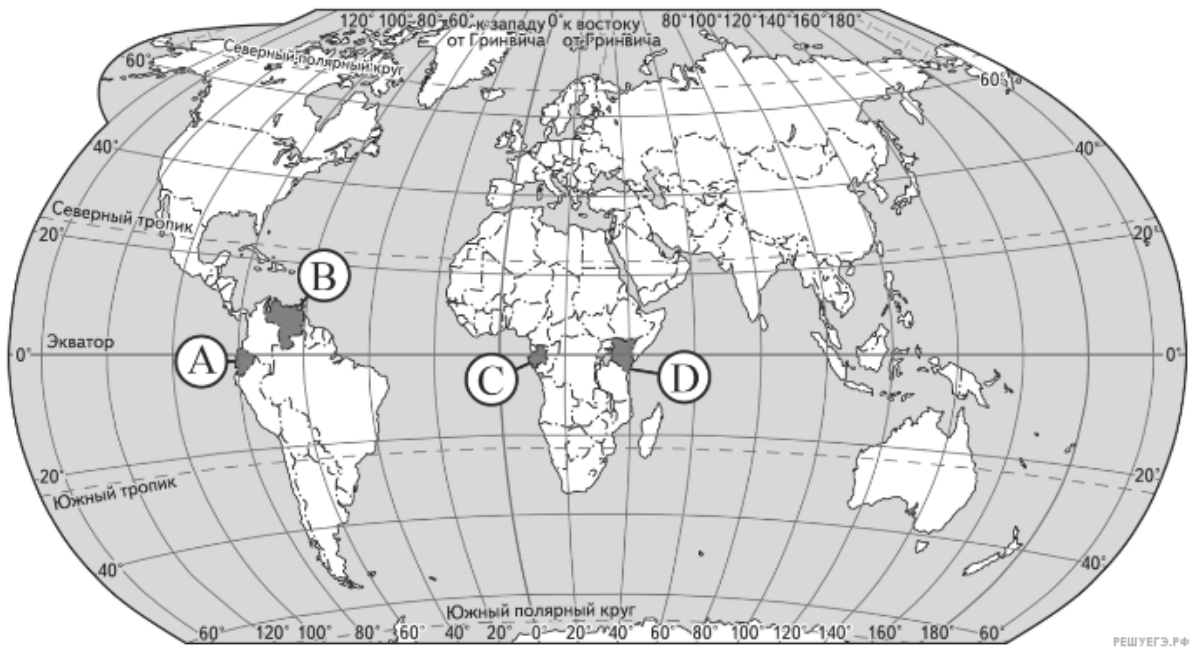 120° 100° 80° 60° к западу 0° к востоку 80° 100° 120° 140° 160° 180°
от Гринвича от Гринвича
Северный полярный круг
60° 60°
40° 40°
Северный тропик
20° 20°
B
Экватор
0° 0°
A C D
20° 20°
Южный тропик
40° 40°
Южный полярный круг
60° 120° 100° 80° 60° 40° 20° 0° 20° 40° 60° 80° 100° 120° 140° 160° 180° 60°
РЕШУЕГЭ.РФ